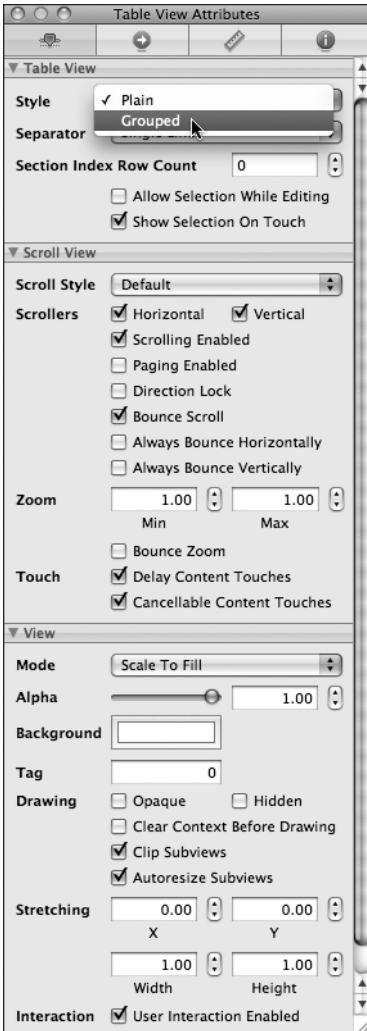 Table View Attributes
Table View
Style
Plain
Grouped
Separator
Section Index Row Count 0
Allow Selection While Editing
Show Selection On Touch
Scroll View
Scroll Style Default
Scrollers Horizontal Vertical
Scrolling Enabled
Paging Enabled
Direction Lock
Bounce Scroll
Always Bounce Horizontally
Always Bounce Vertically
Zoom 1.00 1.00
Min Max
Bounce Zoom
Touch Delay Content Touches
Cancellable Content Touches
View
Mode Scale To Fill
Alpha 1.00
Background
Tag 0
Drawing Opaque Hidden
Clear Context Before Drawing
Clip Subviews
Autoresize Subviews
Stretching 0.00 0.00
X Y
1.00 1.00
Width Height
Interaction User Interaction Enabled